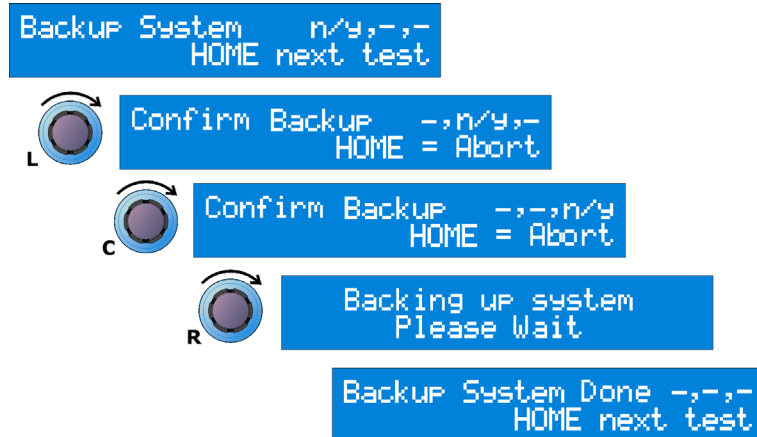 Backup System n/y,-,-
HOME next test
L
Confirm Backup -,n/y,-
HOME = Abort
C
Confirm Backup -,-,n/y
HOME = Abort
R
Backing up system
Please Wait
Backup System Done -,-,-
HOME next test